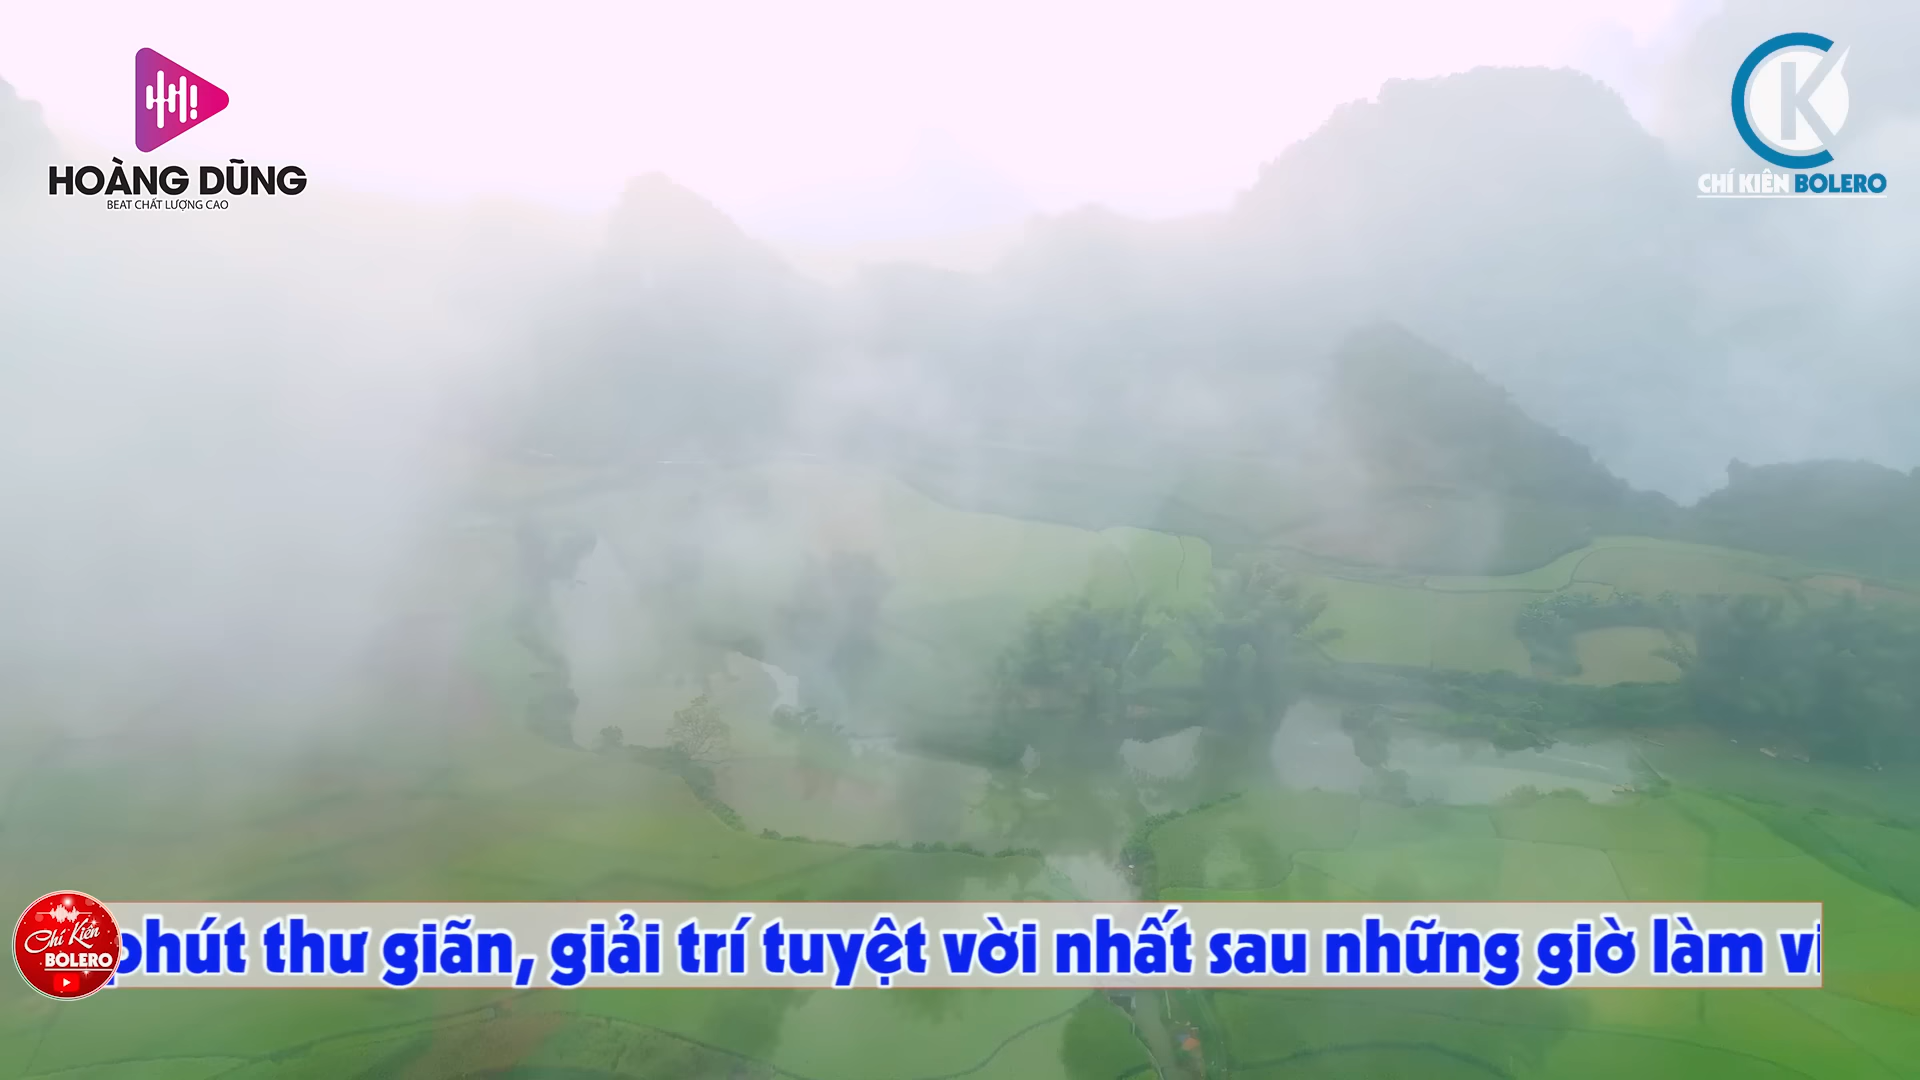 HOÀNG DŨNG
BEAT CHẤT LƯỢNG CAO
CK
CHÍ KIÊN BOLERO
Chí Kiên
BOLERO
phút thư giãn, giải trí tuyệt vời nhất sau những giờ làm vi